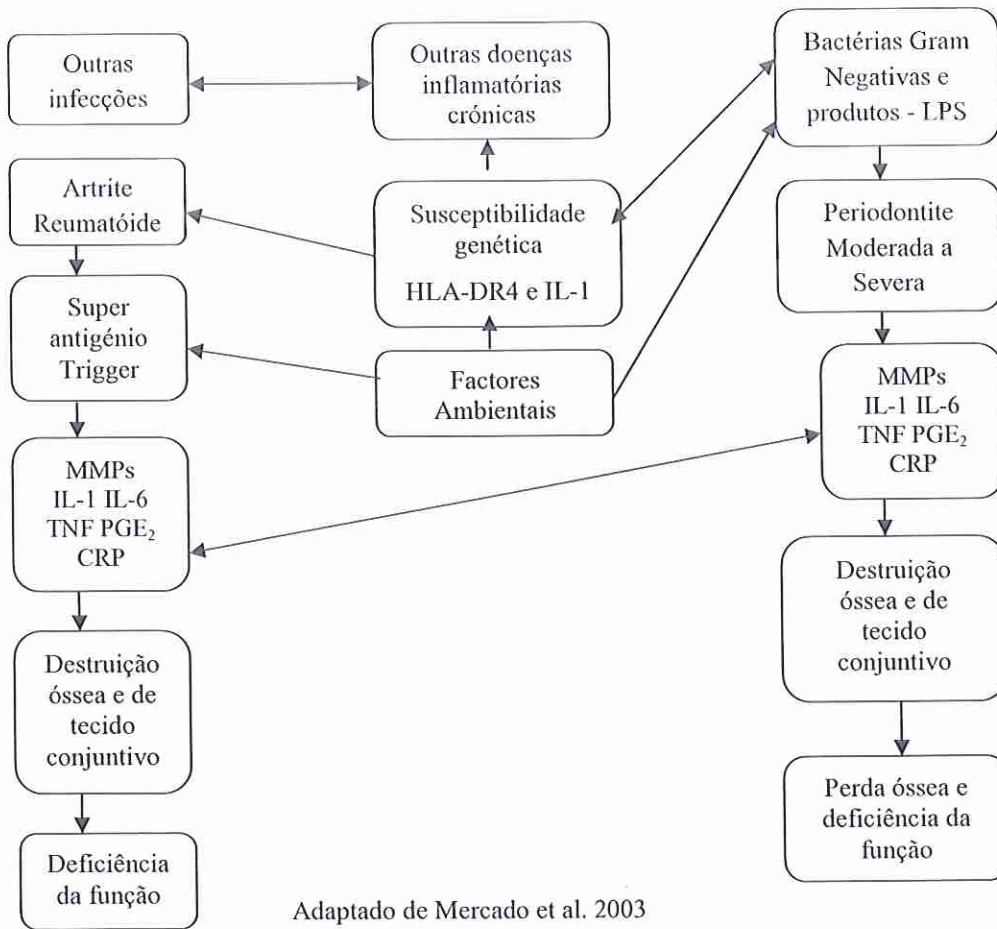 Outras
infecções
Outras doenças
inflamatórias
crónicas
Bactérias Gram
Negativas e
produtos - LPS
Artrite
Reumatóide
Susceptibilidade
genética
HLA-DR4 e IL-1
Periodontite
Moderada a
Severa
Super
antigénio
Trigger
Factores
Ambientais
MMPs
IL-1 IL-6
TNF PGE₂
CRP
MMPs
IL-1 IL-6
TNF PGE₂
CRP
Destruição
óssea e de
tecido
conjuntivo
Destruição
óssea e de
tecido
conjuntivo
Perda óssea e
deficiência da
função
Deficiência
da função
Adaptado de Mercado et al. 2003